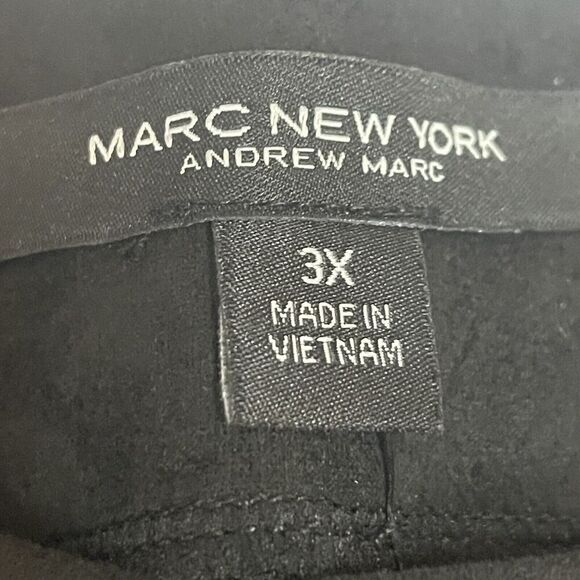 MARC NEW YORK
ANDREW MARC
3X
MADE IN
VIETNAM